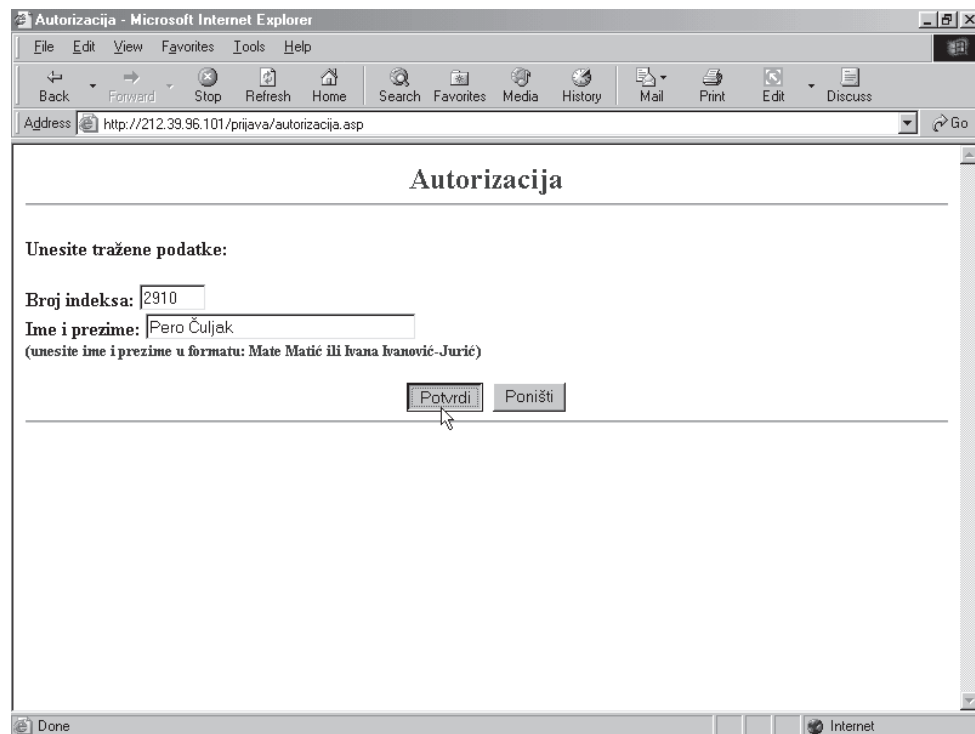 Autorizacija - Microsoft Internet Explorer
File Edit View Favorites Tools Help
Back Forward Stop Refresh Home Search Favorites Media History Mail Print Edit Discuss
Address http://212.39.96.101/prijava/autorizacija.asp Go
Autorizacija
Unesite tražene podatke:
Broj indeksa: 2910
Ime i prezime: Pero Čuljak
(unesite ime i prezime u formatu: Mate Matić ili Ivana Ivanović-Jurić)
Potvrdi Poništi
Done Internet